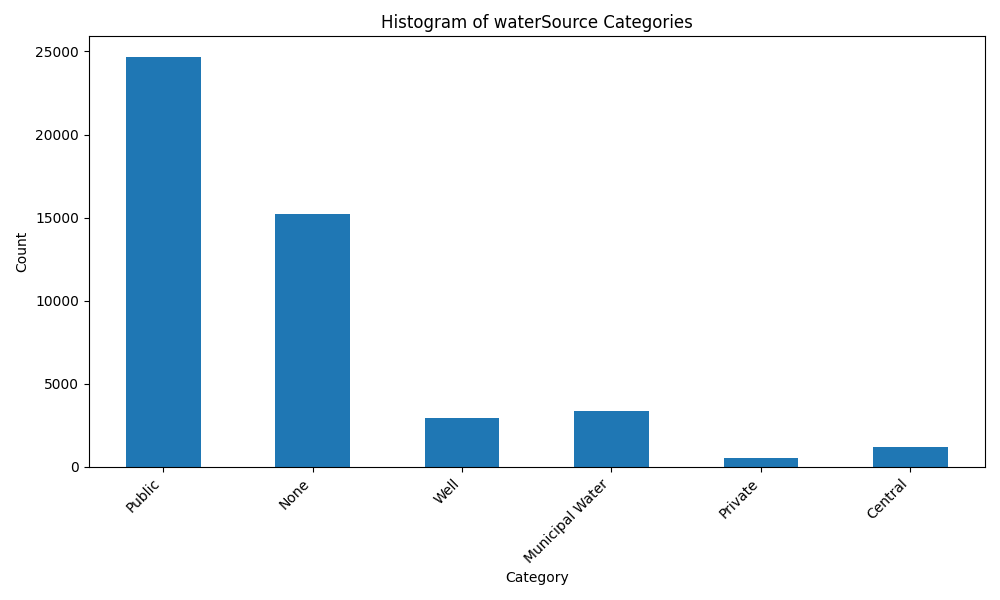 Histogram of waterSource Categories
25000
20000
15000
10000
5000
0
Count
Public
None
Well
Municipal Water
Private
Central
Category